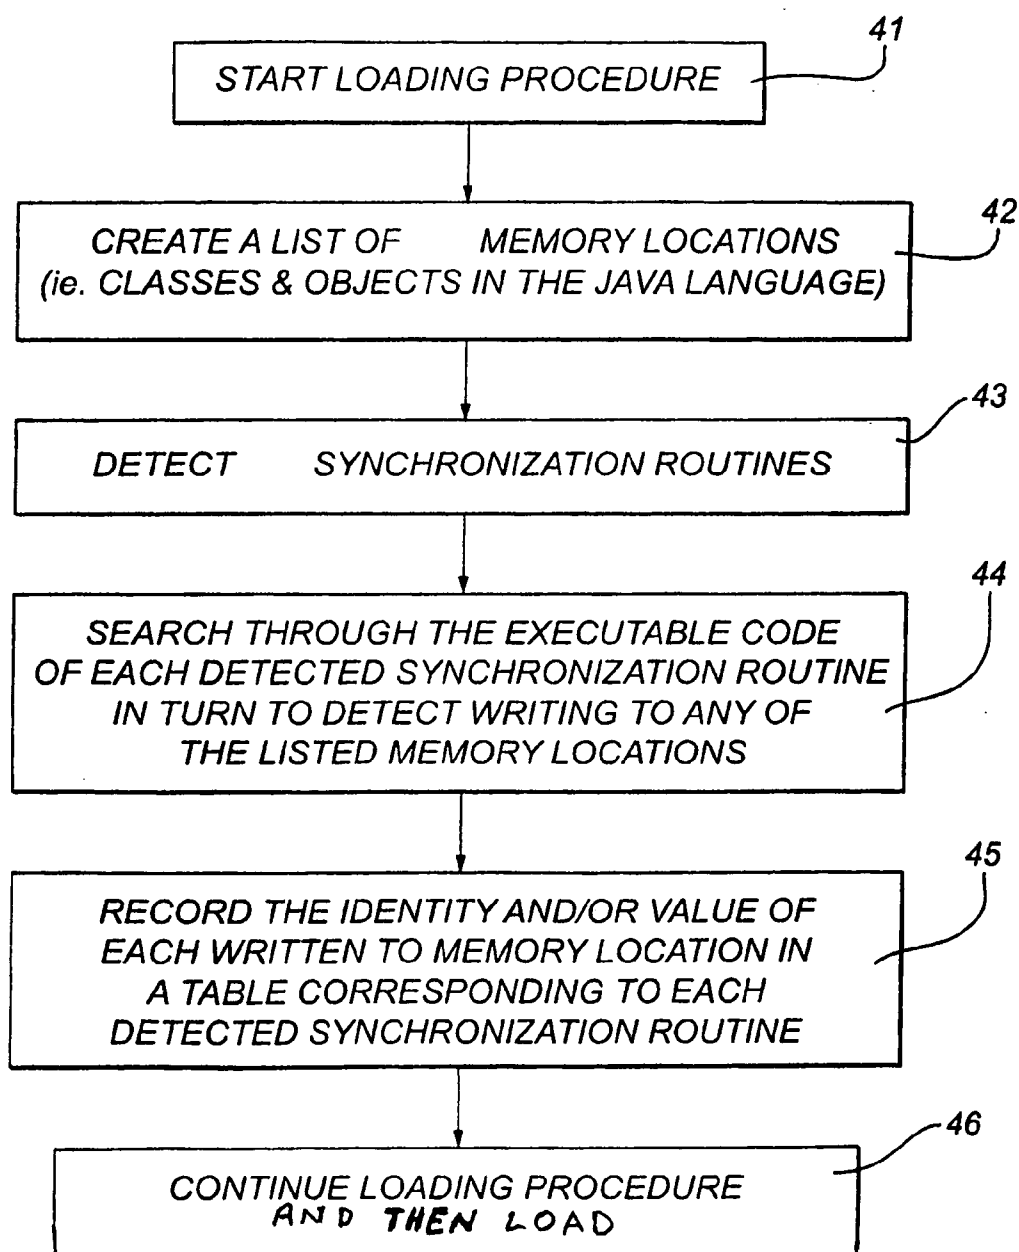 41
START LOADING PROCEDURE
42
CREATE A LIST OF MEMORY LOCATIONS
(ie. CLASSES & OBJECTS IN THE JAVA LANGUAGE)
43
DETECT SYNCHRONIZATION ROUTINES
44
SEARCH THROUGH THE EXECUTABLE CODE
OF EACH DETECTED SYNCHRONIZATION ROUTINE
IN TURN TO DETECT WRITING TO ANY OF
THE LISTED MEMORY LOCATIONS
45
RECORD THE IDENTITY AND/OR VALUE OF
EACH WRITTEN TO MEMORY LOCATION IN
A TABLE CORRESPONDING TO EACH
DETECTED SYNCHRONIZATION ROUTINE
46
CONTINUE LOADING PROCEDURE
AND THEN LOAD